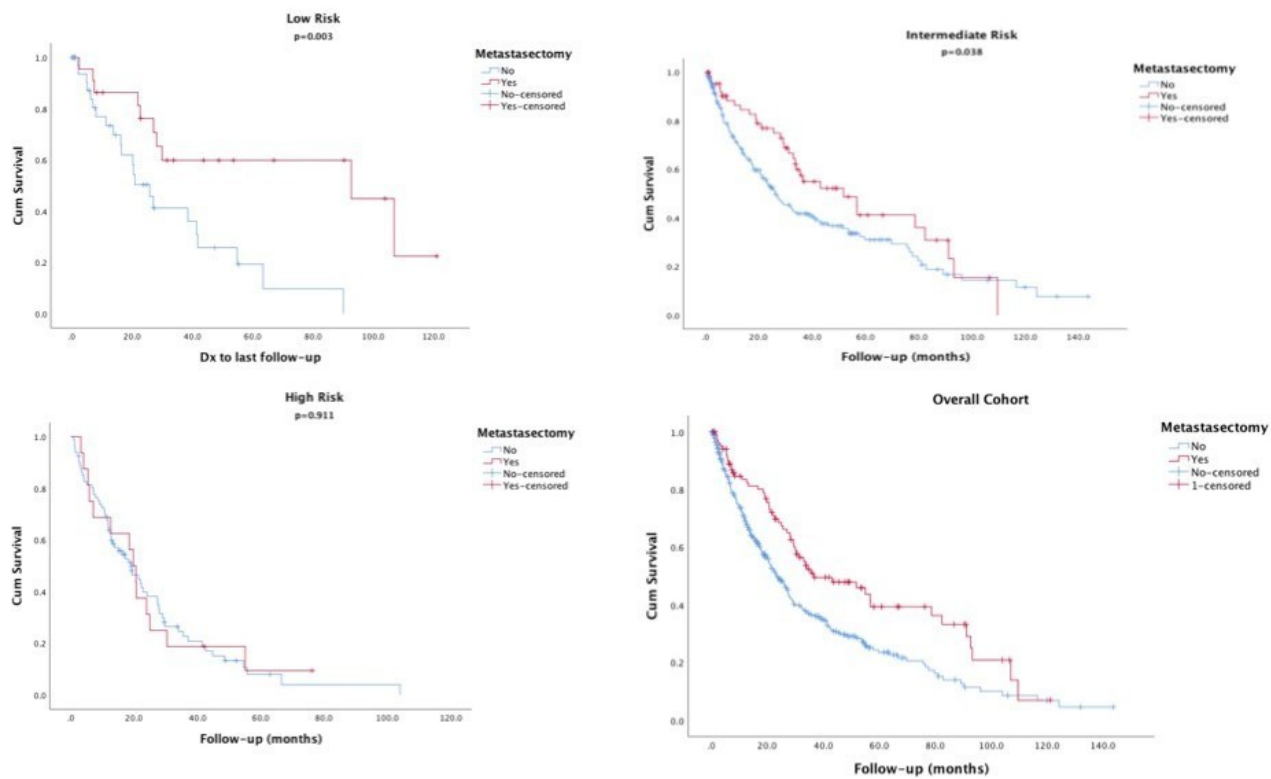 Low Risk
p=0.003
Metastasectomy
No
Yes
No-censored
Yes-censored
Cum Survival
1.0
0.8
0.6
0.4
0.2
0.0
.0 20.0 40.0 60.0 80.0 100.0 120.0
Dx to last follow-up
Intermediate Risk
p=0.038
Metastasectomy
No
Yes
No-censored
Yes-censored
Cum Survival
1.0
0.8
0.6
0.4
0.2
0.0
.0 20.0 40.0 60.0 80.0 100.0 120.0 140.0
Follow-up (months)
High Risk
p=0.911
Metastasectomy
No
Yes
No-censored
Yes-censored
Cum Survival
1.0
0.8
0.6
0.4
0.2
0.0
.0 20.0 40.0 60.0 80.0 100.0 120.0
Follow-up (months)
Overall Cohort
Metastasectomy
No
Yes
No-censored
1-censored
Cum Survival
1.0
0.8
0.6
0.4
0.2
0.0
.0 20.0 40.0 60.0 80.0 100.0 120.0 140.0
Follow-up (months)